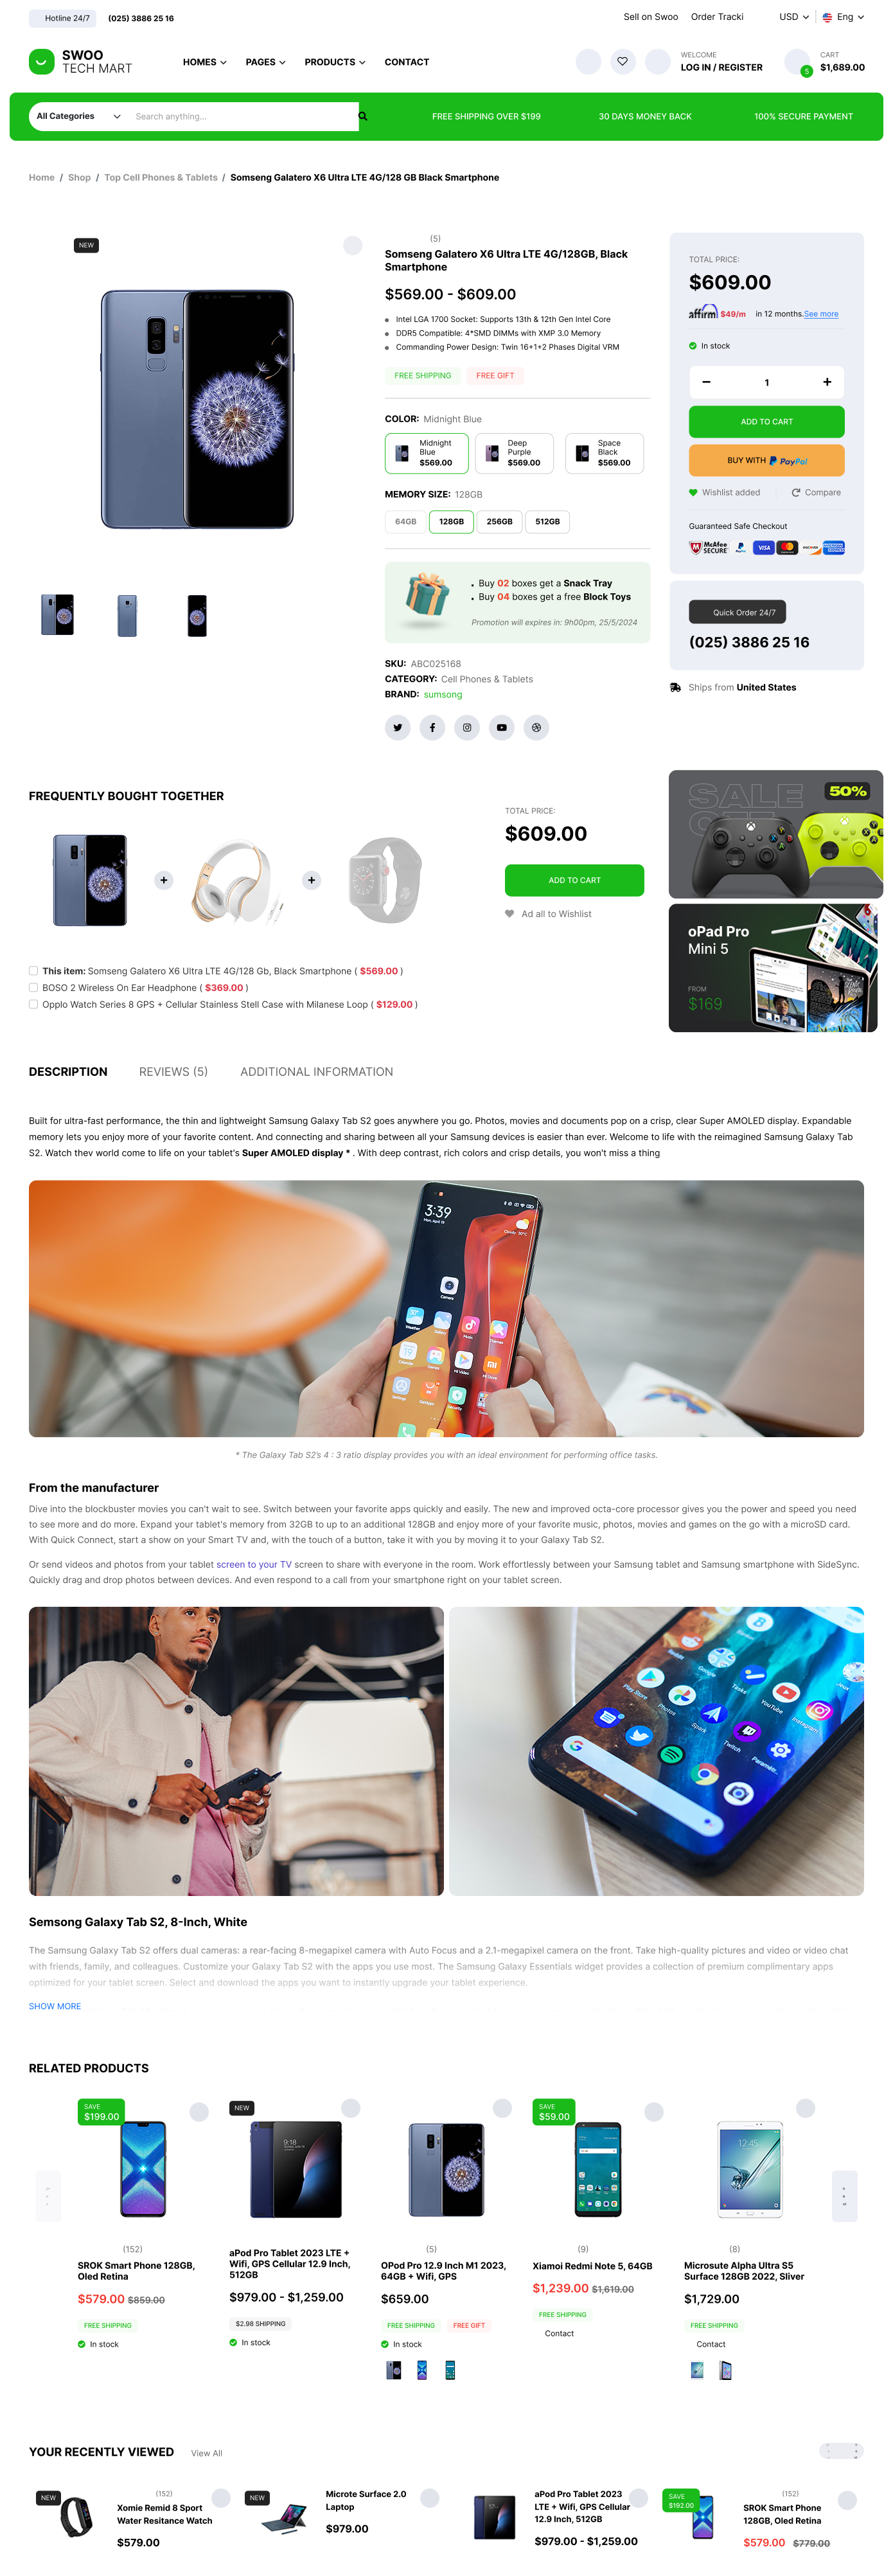 Hotline 24/7 (025) 3886 25 16 Sell on Swoo Order Tracki USD Eng
SWOO
TECH MART
HOMES PAGES PRODUCTS CONTACT
WELCOME
LOG IN / REGISTER
CART
5 $1,689.00
All Categories Search anything... FREE SHIPPING OVER $199 30 DAYS MONEY BACK 100% SECURE PAYMENT
Home / Shop / Top Cell Phones & Tablets / Somseng Galatero X6 Ultra LTE 4G/128 GB Black Smartphone
NEW
(5)
Somseng Galatero X6 Ultra LTE 4G/128GB, Black
Smartphone
$569.00 - $609.00
Intel LGA 1700 Socket: Supports 13th & 12th Gen Intel Core
DDR5 Compatible: 4*SMD DIMMs with XMP 3.0 Memory
Commanding Power Design: Twin 16+1+2 Phases Digital VRM
FREE SHIPPING FREE GIFT
COLOR: Midnight Blue
Midnight
Blue
$569.00
Deep
Purple
$569.00
Space
Black
$569.00
MEMORY SIZE: 128GB
64GB 128GB 256GB 512GB
Buy 02 boxes get a Snack Tray
Buy 04 boxes get a free Block Toys
Promotion will expires in: 9h00pm, 25/5/2024
SKU: ABC025168
CATEGORY: Cell Phones & Tablets
BRAND: sumsong
TOTAL PRICE:
$609.00
affirm $49/m in 12 months.See more
In stock
1
ADD TO CART
BUY WITH PayPal
Wishlist added Compare
Guaranteed Safe Checkout
McAfee
SECURE
PayPal VISA DISCOVER AMERICAN EXPRESS
Quick Order 24/7
(025) 3886 25 16
Ships from United States
FREQUENTLY BOUGHT TOGETHER
TOTAL PRICE:
$609.00
ADD TO CART
Ad all to Wishlist
This item: Somseng Galatero X6 Ultra LTE 4G/128 Gb, Black Smartphone ( $569.00 )
BOSO 2 Wireless On Ear Headphone ( $369.00 )
Opplo Watch Series 8 GPS + Cellular Stainless Stell Case with Milanese Loop ( $129.00 )
SALE
50%
oPad Pro
Mini 5
FROM
$169
DESCRIPTION REVIEWS (5) ADDITIONAL INFORMATION
Built for ultra-fast performance, the thin and lightweight Samsung Galaxy Tab S2 goes anywhere you go. Photos, movies and documents pop on a crisp, clear Super AMOLED display. Expandable
memory lets you enjoy more of your favorite content. And connecting and sharing between all your Samsung devices is easier than ever. Welcome to life with the reimagined Samsung Galaxy Tab
S2. Watch thev world come to life on your tablet's Super AMOLED display * . With deep contrast, rich colors and crisp details, you won't miss a thing
3:39
Mon, April 19
Cloudy 30°C
Camera
Weather
Gallery
Music
Themes
Calendar
Video
Settings
Security
* The Galaxy Tab S2's 4 : 3 ratio display provides you with an ideal environment for performing office tasks.
From the manufacturer
Dive into the blockbuster movies you can't wait to see. Switch between your favorite apps quickly and easily. The new and improved octa-core processor gives you the power and speed you need
to see more and do more. Expand your tablet's memory from 32GB to up to an additional 128GB and enjoy more of your favorite music, photos, movies and games on the go with a microSD card.
With Quick Connect, start a show on your Smart TV and, with the touch of a button, take it with you by moving it to your Galaxy Tab S2.
Or send videos and photos from your tablet screen to your TV screen to share with everyone in the room. Work effortlessly between your Samsung tablet and Samsung smartphone with SideSync.
Quickly drag and drop photos between devices. And even respond to a call from your smartphone right on your tablet screen.
Reddit
Google
Teams
Jeux
Play Store
Photos
YouTube
Instagram
Spark
Twitch
Paramètr...
Semsong Galaxy Tab S2, 8-Inch, White
The Samsung Galaxy Tab S2 offers dual cameras: a rear-facing 8-megapixel camera with Auto Focus and a 2.1-megapixel camera on the front. Take high-quality pictures and video or video chat
with friends, family, and colleagues. Customize your Galaxy Tab S2 with the apps you use most. The Samsung Galaxy Essentials widget provides a collection of premium complimentary apps
optimized for your tablet screen. Select and download the apps you want to instantly upgrade your tablet experience.
SHOW MORE
RELATED PRODUCTS
SAVE
$199.00
(152)
SROK Smart Phone 128GB,
Oled Retina
$579.00 $859.00
FREE SHIPPING
In stock
NEW
9:18
aPod Pro Tablet 2023 LTE +
Wifi, GPS Cellular 12.9 Inch,
512GB
$979.00 - $1,259.00
$2.98 SHIPPING
In stock
(5)
OPod Pro 12.9 Inch M1 2023,
64GB + Wifi, GPS
$659.00
FREE SHIPPING FREE GIFT
In stock
SAVE
$59.00
(9)
Xiamoi Redmi Note 5, 64GB
$1,239.00 $1,619.00
FREE SHIPPING
Contact
12:45
(8)
Microsute Alpha Ultra S5
Surface 128GB 2022, Sliver
$1,729.00
FREE SHIPPING
Contact
YOUR RECENTLY VIEWED View All
NEW
(152)
Xomie Remid 8 Sport
Water Resitance Watch
$579.00
NEW
Microte Surface 2.0
Laptop
$979.00
aPod Pro Tablet 2023
LTE + Wifi, GPS Cellular
12.9 Inch, 512GB
$979.00 - $1,259.00
SAVE
$192.00
(152)
SROK Smart Phone
128GB, Oled Retina
$579.00 $779.00